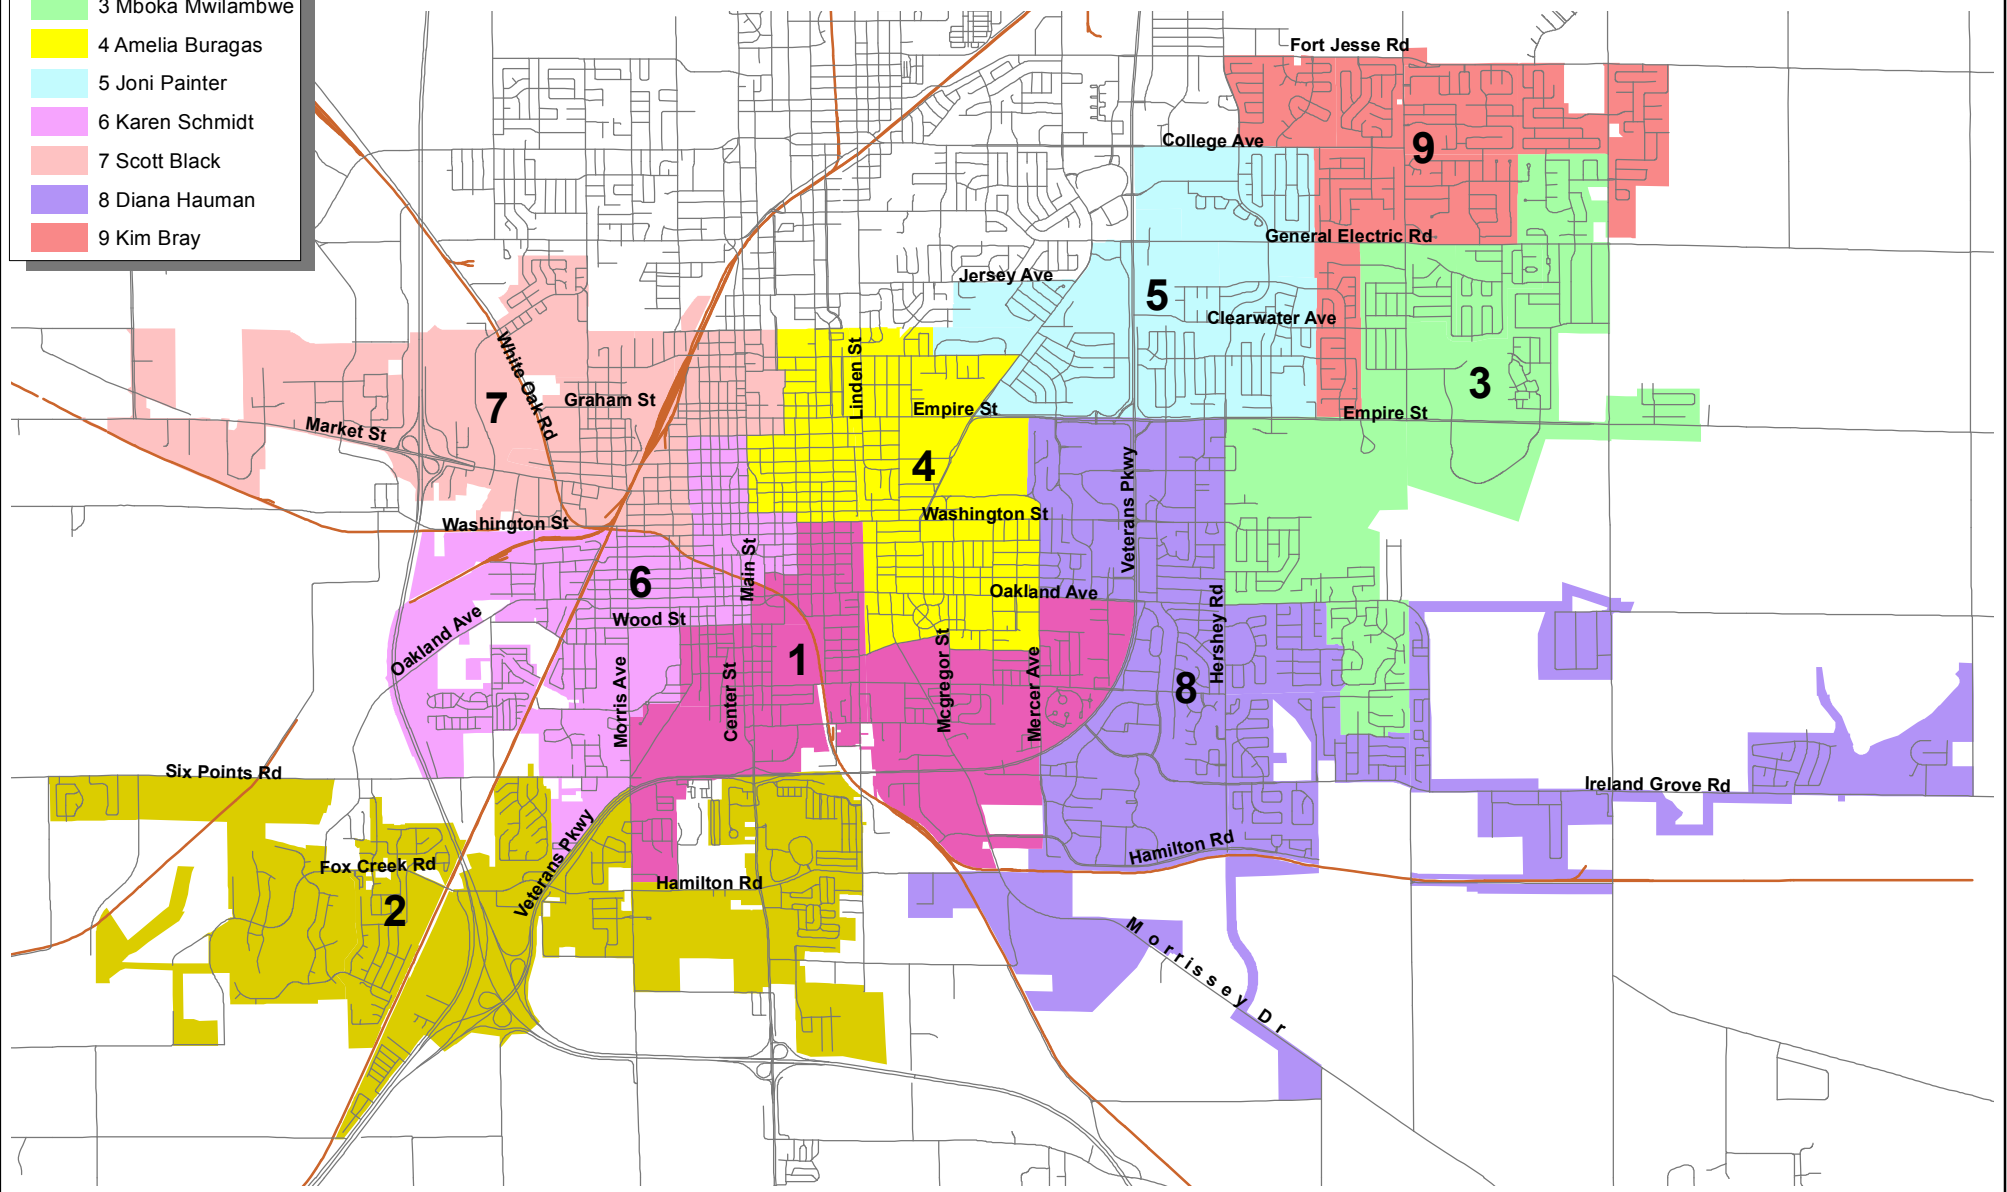 3 Mboka Mwilambwe
4 Amelia Buragas
5 Joni Painter
6 Karen Schmidt
7 Scott Black
8 Diana Hauman
9 Kim Bray
Fort Jesse Rd
College Ave
9
General Electric Rd
Jersey Ave
5
Clearwater Ave
White Oak Rd
Linden St
3
Graham St
7
Empire St
Empire St
Market St
4
Veterans Pkwy
Washington St
Washington St
Main St
6
Oakland Ave
Hershey Rd
Wood St
Oakland Ave
1
Mcgregor St
Mercer Ave
8
Morris Ave
Center St
Six Points Rd
Ireland Grove Rd
Veterans Pkwy
Hamilton Rd
Fox Creek Rd
Hamilton Rd
2
Morrissey Dr